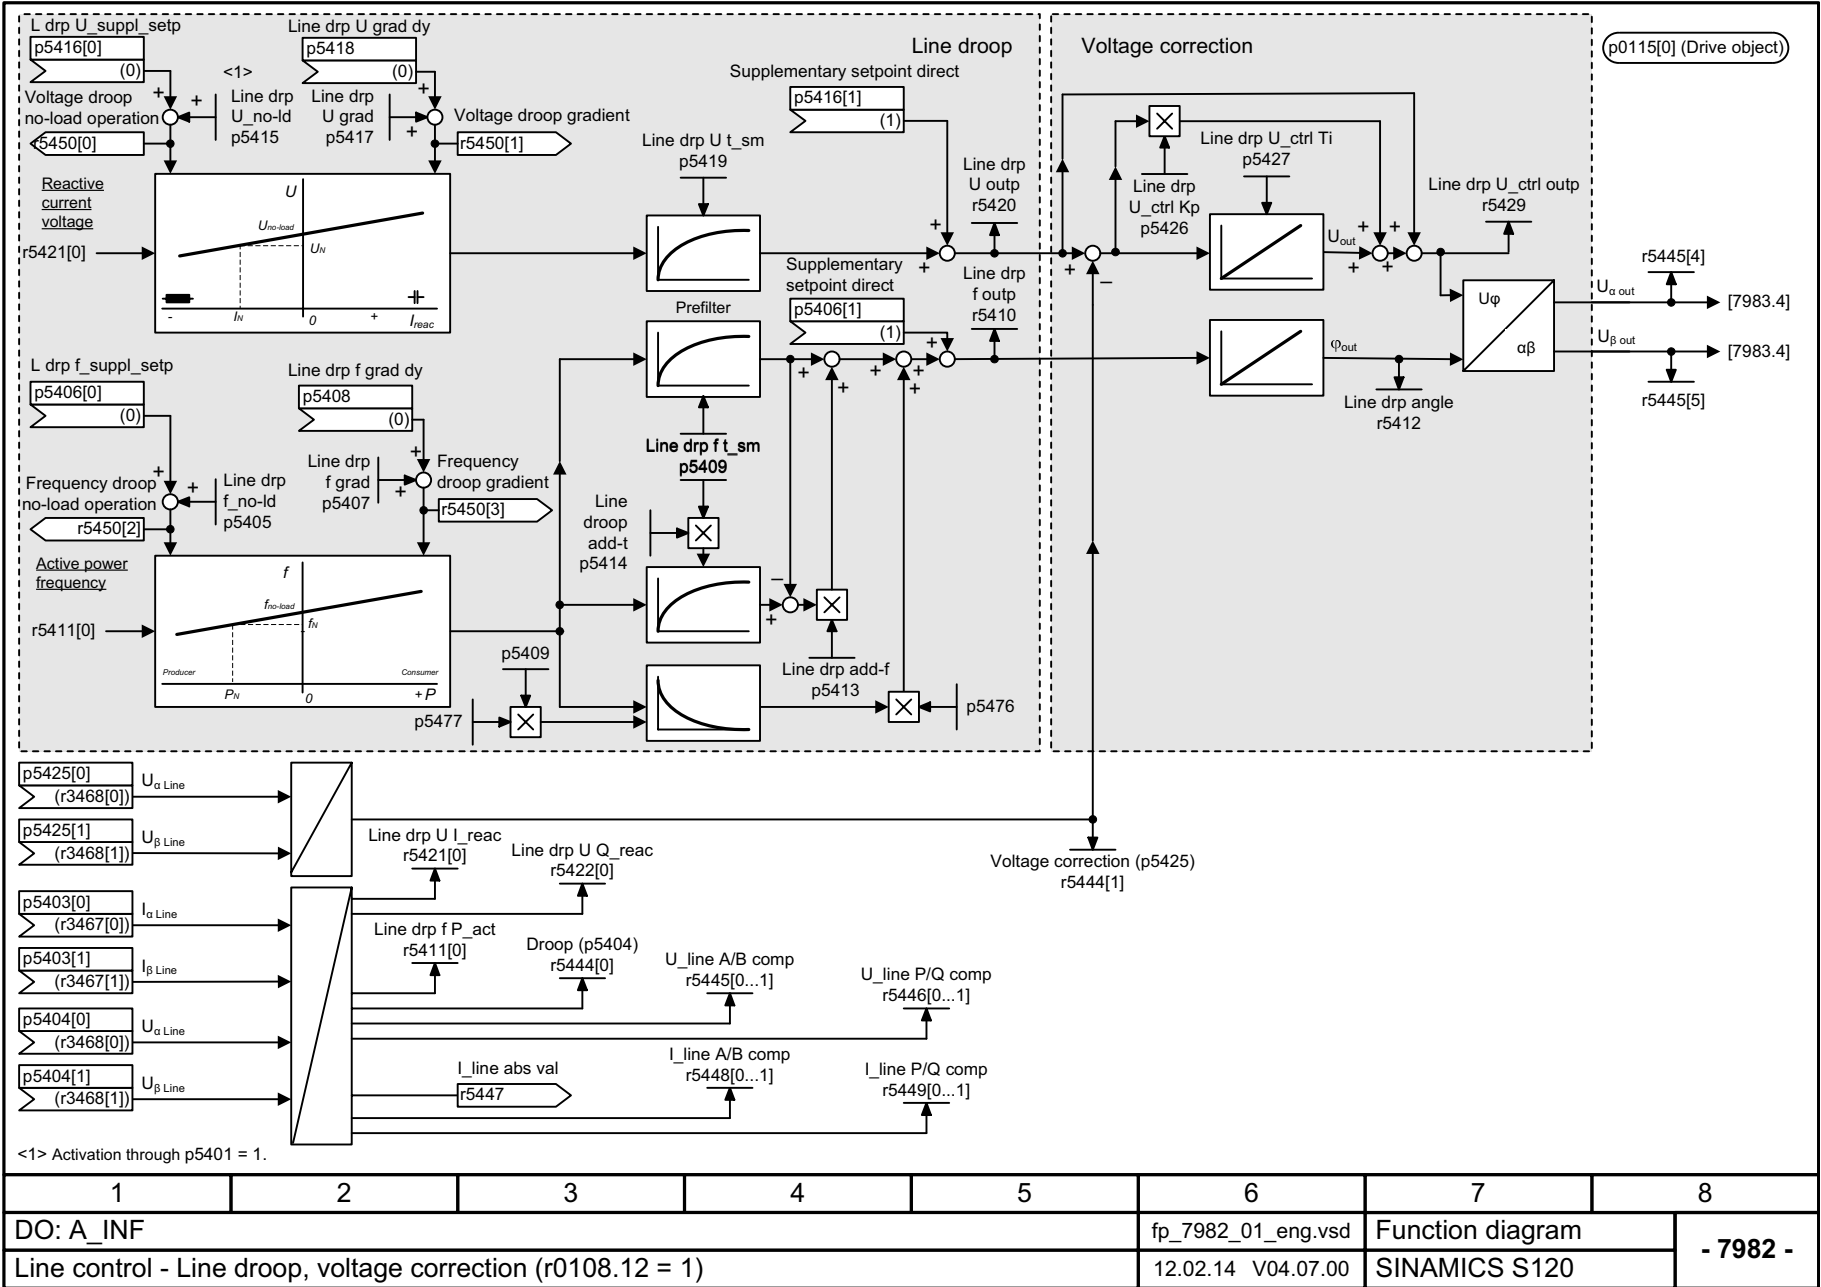 L drp U_suppl_setp
p5416[0]
(0)
Line drp U grad dy
p5418
(0)
<1>
Line droop
Voltage correction
p0115[0] (Drive object)
Supplementary setpoint direct
p5416[1]
(1)
Voltage droop
no-load operation
r5450[0]
+
+
Line drp
U_no-ld
p5415
Line drp
U grad
p5417
+
+
Voltage droop gradient
r5450[1]
Line drp U t_sm
p5419
Line drp
U outp
r5420
×
Line drp
U_ctrl Kp
p5426
Line drp U_ctrl Ti
p5427
Line drp U_ctrl outp
r5429
Reactive
current
voltage
r5421[0]
U
Uno-load
UN
-
IN
0
+
Ireac
+
+
+
–
Uout
+
+
+
+
Supplementary
setpoint direct
p5406[1]
(1)
Line drp
f outp
r5410
Prefilter
+
+
+
+
+
+
φout
Line drp angle
r5412
Uφ
αβ
Uα out
r5445[4]
[7983.4]
Uβ out
[7983.4]
r5445[5]
L drp f_suppl_setp
p5406[0]
(0)
Line drp f grad dy
p5408
(0)
Frequency droop
no-load operation
r5450[2]
+
+
Line drp
f_no-ld
p5405
Line drp
f grad
p5407
+
+
Frequency
droop gradient
r5450[3]
Line drp f t_sm
p5409
Line
droop
add-t
p5414
×
Active power
frequency
r5411[0]
f
fno-load
fN
Producer
Consumer
PN
0
+ P
–
+
×
Line drp add-f
p5413
p5409
p5477
×
×
p5476
p5425[0]
(r3468[0])
Uα Line
p5425[1]
(r3468[1])
Uβ Line
Voltage correction (p5425)
r5444[1]
Line drp U I_reac
r5421[0]
Line drp U Q_reac
r5422[0]
p5403[0]
(r3467[0])
Iα Line
p5403[1]
(r3467[1])
Iβ Line
p5404[0]
(r3468[0])
Uα Line
p5404[1]
(r3468[1])
Uβ Line
Line drp f P_act
r5411[0]
Droop (p5404)
r5444[0]
U_line A/B comp
r5445[0...1]
U_line P/Q comp
r5446[0...1]
I_line abs val
r5447
I_line A/B comp
r5448[0...1]
I_line P/Q comp
r5449[0...1]
<1> Activation through p5401 = 1.
1 2 3 4 5 6 7 8
DO: A_INF
fp_7982_01_eng.vsd
Function diagram
- 7982 -
Line control - Line droop, voltage correction (r0108.12 = 1)
12.02.14 V04.07.00
SINAMICS S120